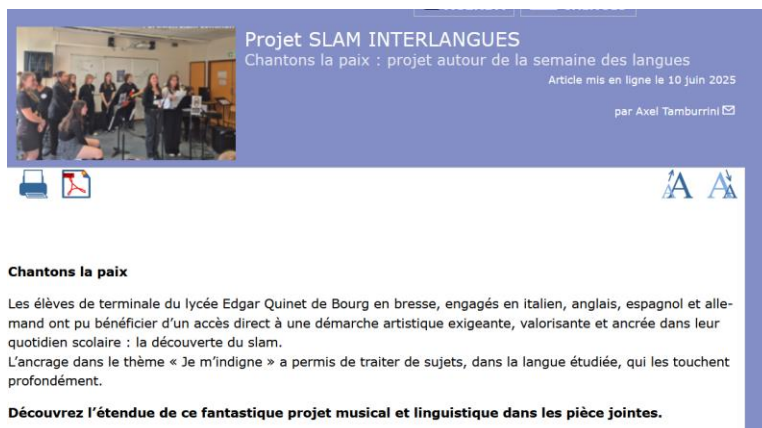 Projet SLAM INTERLANGUES
Chantons la paix : projet autour de la semaine des langues
Article mis en ligne le 10 juin 2025
par Axel Tamburrini
Chantons la paix
Les élèves de terminale du lycée Edgar Quinet de Bourg en bresse, engagés en italien, anglais, espagnol et alle-
mand ont pu bénéficier d’un accès direct à une démarche artistique exigeante, valorisante et ancrée dans leur
quotidien scolaire : la découverte du slam.
L’ancrage dans le thème « Je m’indigne » a permis de traiter de sujets, dans la langue étudiée, qui les touchent
profondément.
Découvrez l’étendue de ce fantastique projet musical et linguistique dans les pièce jointes.